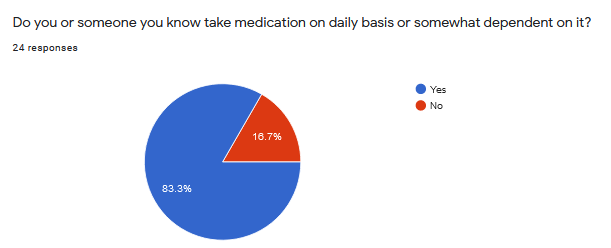 Do you or someone you know take medication on daily basis or somewhat dependent on it?
24 responses
Yes
No
16.7%
83.3%